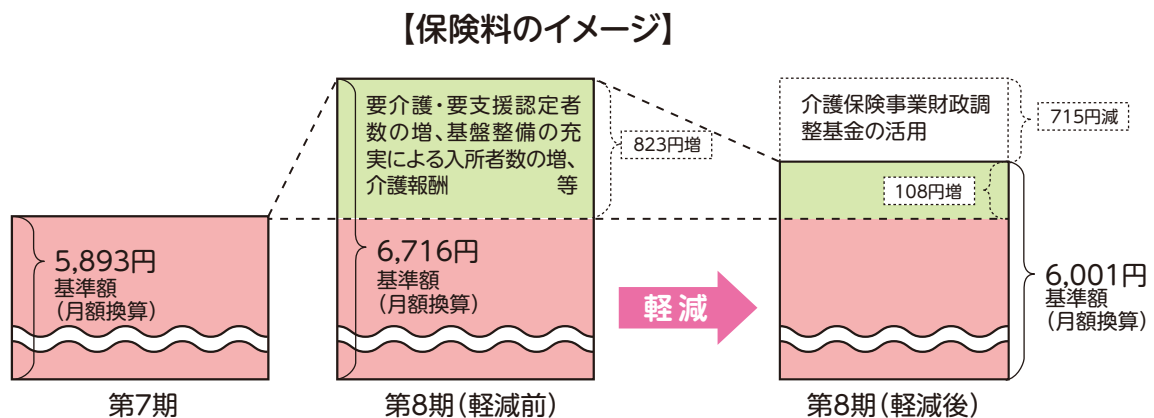 【保険料のイメージ】
要介護・要支援認定者
数の増、基盤整備の充
実による入所者数の増、
介護報酬 等
823円増
介護保険事業財政調
整基金の活用
715円減
108円増
5,893円
基準額
(月額換算)
6,716円
基準額
(月額換算)
軽減
6,001円
基準額
(月額換算)
第7期
第8期(軽減前)
第8期(軽減後)